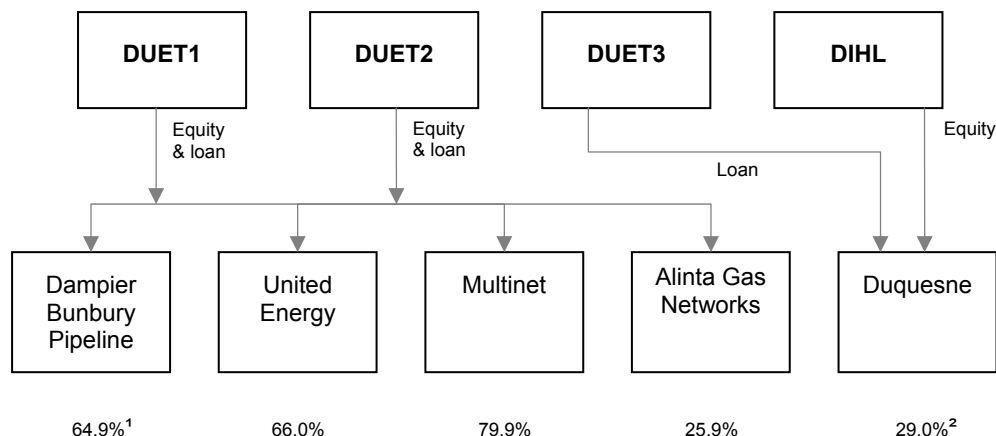 DUET1 DUET2 DUET3 DIHL
Equity
& loan
Equity
& loan
Loan
Equity
Dampier
Bunbury
Pipeline
United
Energy
Multinet
Alinta Gas
Networks
Duquesne
64.9%¹ 66.0% 79.9% 25.9% 29.0%²